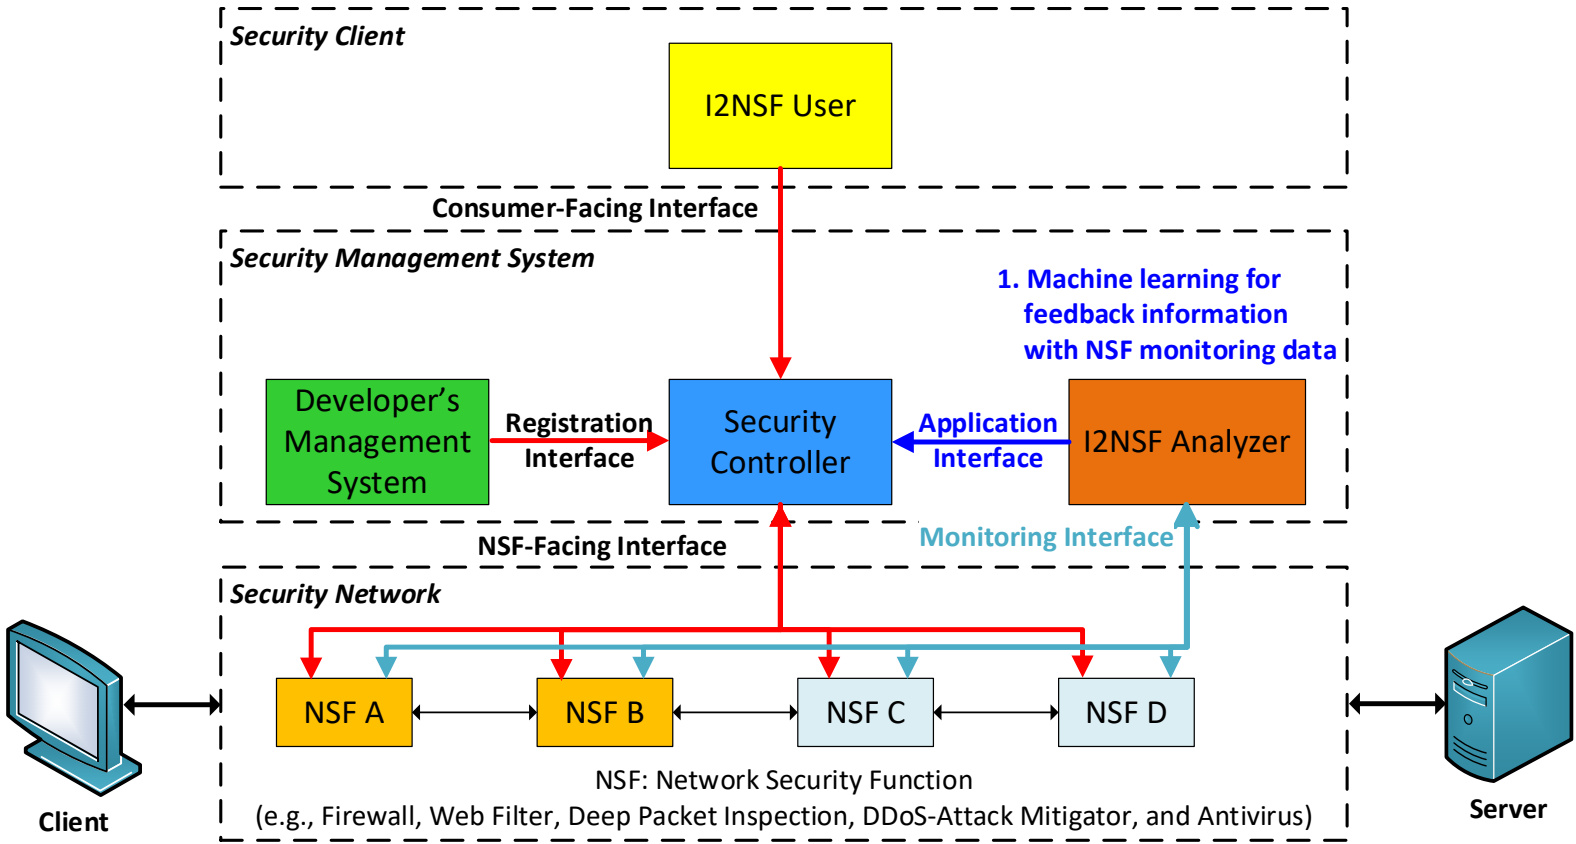 Security Client
I2NSF User
Consumer-Facing Interface
Security Management System
1. Machine learning for
feedback information
with NSF monitoring data
Developer’s
Management
System
Registration
Interface
Security
Controller
Application
Interface
I2NSF Analyzer
NSF-Facing Interface
Monitoring Interface
Security Network
NSF A
NSF B
NSF C
NSF D
NSF: Network Security Function
(e.g., Firewall, Web Filter, Deep Packet Inspection, DDoS-Attack Mitigator, and Antivirus)
Client
Server